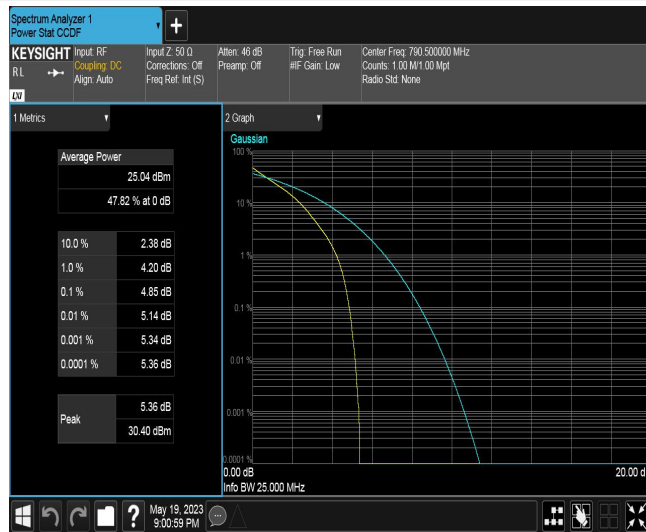 Spectrum Analyzer 1
Power Stat CCDF
+
KEYSIGHT
RL
LXI
Input: RF
Coupling: DC
Align: Auto
Input Z: 50 Ω
Corrections: Off
Freq Ref: Int (S)
Atten: 46 dB
Preamp: Off
Trig: Free Run
#IF Gain: Low
Center Freq: 790.500000 MHz
Counts: 1.00 M/1.00 Mpt
Radio Std: None
1 Metrics
Average Power
25.04 dBm
47.82 % at 0 dB
10.0 % 2.38 dB
1.0 % 4.20 dB
0.1 % 4.85 dB
0.01 % 5.14 dB
0.001 % 5.34 dB
0.0001 % 5.36 dB
Peak
5.36 dB
30.40 dBm
2 Graph
Gaussian
100 %
10 %
1 %
0.1 %
0.01 %
0.001 %
0.0001 %
0.00 dB
20.00 d
Info BW 25.000 MHz
?
May 19, 2023
9:00:59 PM